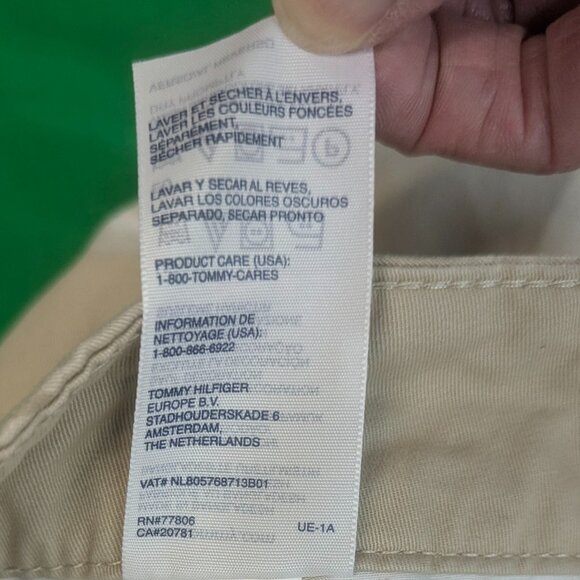 LAVER ET SÉCHER À L'ENVERS,
LAVER LES COULEURS FONCÉES
SÉPARÉMENT,
SÉCHER RAPIDEMENT
LAVAR Y SECAR AL REVES,
LAVAR LOS COLORES OSCUROS
SEPARADO, SECAR PRONTO
PRODUCT CARE (USA):
1-800-TOMMY-CARES
INFORMATION DE
NETTOYAGE (USA):
1-800-866-6922
TOMMY HILFIGER
EUROPE B.V.
STADHOUDERSKADE 6
AMSTERDAM,
THE NETHERLANDS
VAT# NL805768713B01
RN#77806
CA#20781
UE-1A